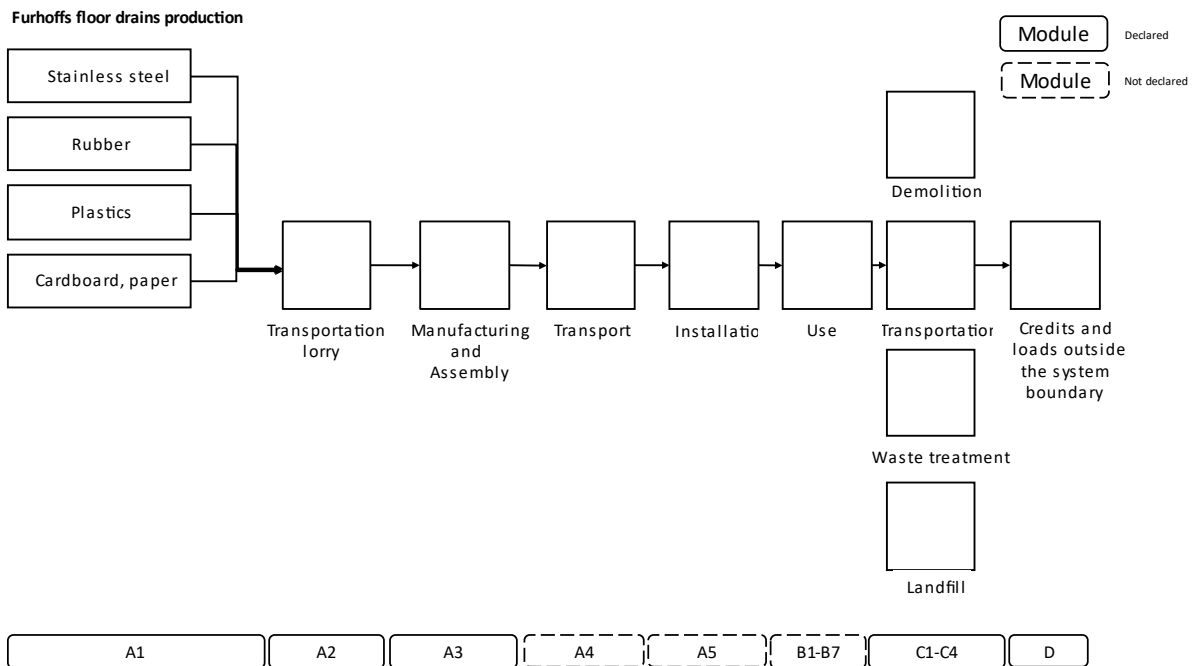 Furhoffs floor drains production
Module
Declared
Module
Not declared
Stainless steel
Rubber
Plastics
Cardboard, paper
Demolition
Transportation
lorry
Manufacturing
and
Assembly
Transport
Installatio
Use
Transportation
Credits and
loads outside
the system
boundary
Waste treatment
Landfill
A1
A2
A3
A4
A5
B1-B7
C1-C4
D